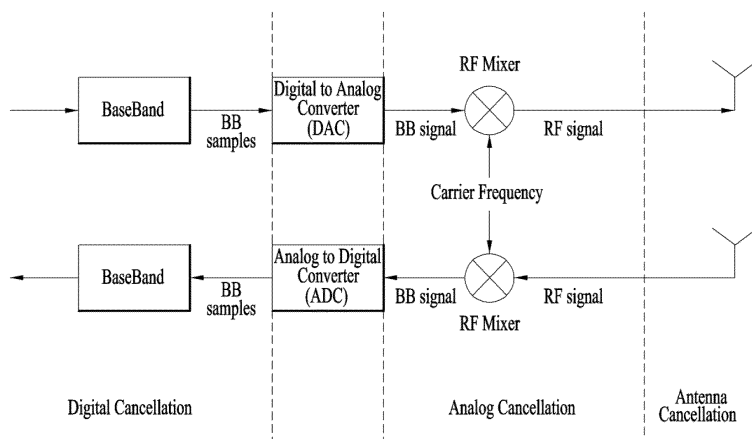 RF Mixer
BaseBand
BB
samples
Digital to Analog
Converter
(DAC)
BB signal
RF signal
Carrier Frequency
BaseBand
BB
samples
Analog to Digital
Converter
(ADC)
BB signal
RF signal
RF Mixer
Digital Cancellation
Analog Cancellation
Antenna
Cancellation